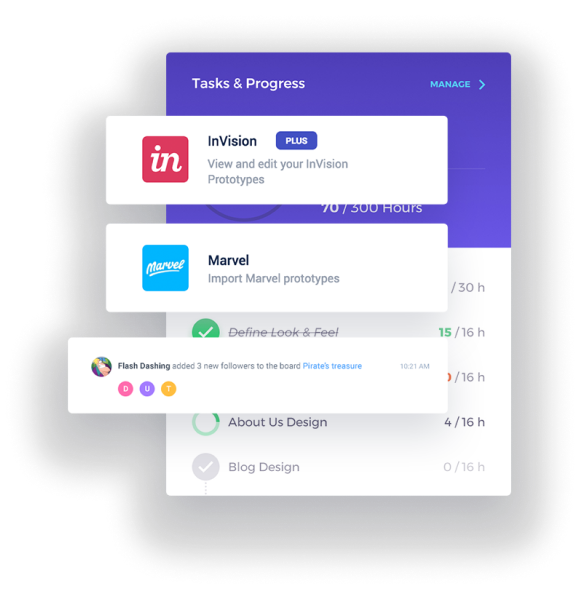 Tasks & Progress
MANAGE
in
InVision
PLUS
View and edit your InVision
Prototypes
70 / 300 Hours
Marvel
Marvel
Import Marvel prototypes
/ 30 h
Define Look & Feel
15 / 16 h
Flash Dashing added 3 new followers to the board Pirate's treasure
10:21 AM
D U T
/ 16 h
About Us Design
4 / 16 h
Blog Design
0 / 16 h